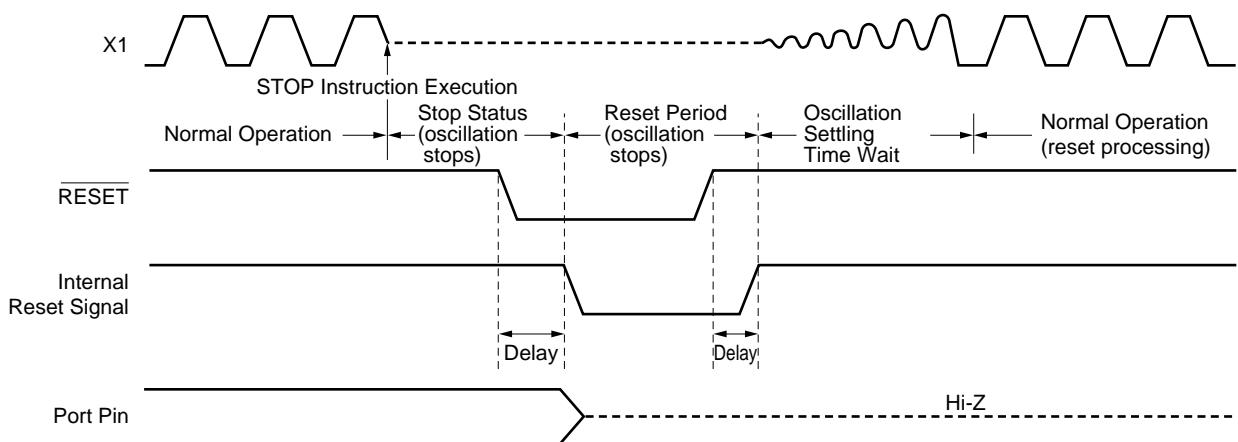 X1
STOP Instruction Execution
Normal Operation
Stop Status
(oscillation
stops)
Reset Period
(oscillation
stops)
Oscillation
Settling
Time Wait
Normal Operation
(reset processing)
RESET
Internal
Reset Signal
Delay
Delay
Port Pin
Hi-Z